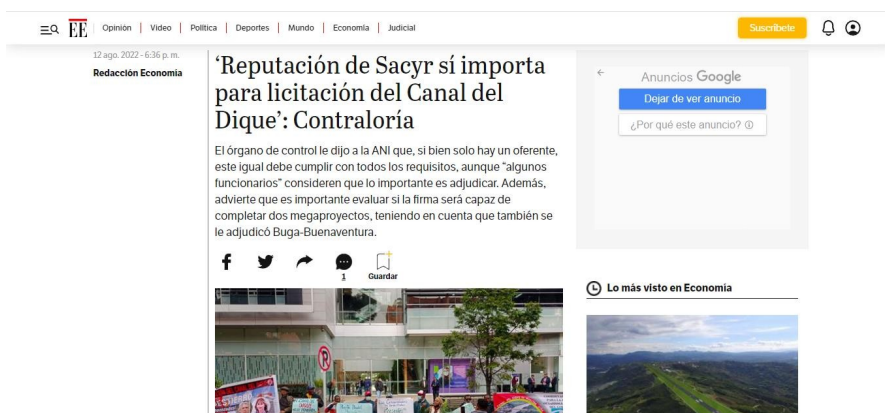 EE
Opinión
Video
Política
Deportes
Mundo
Economía
Judicial
Suscríbete
12 ago. 2022 - 6:36 p. m.
Redacción Economía
‘Reputación de Sacyr sí importa
para licitación del Canal del
Dique’: Contraloría
El órgano de control le dijo a la ANI que, si bien solo hay un oferente,
este igual debe cumplir con todos los requisitos, aunque “algunos
funcionarios” consideren que lo importante es adjudicar. Además,
advierte que es importante evaluar si la firma será capaz de
completar dos megaproyectos, teniendo en cuenta que también se
le adjudicó Buga-Buenaventura.
1
Guardar
Anuncios Google
Dejar de ver anuncio
¿Por qué este anuncio?
Lo más visto en Economía